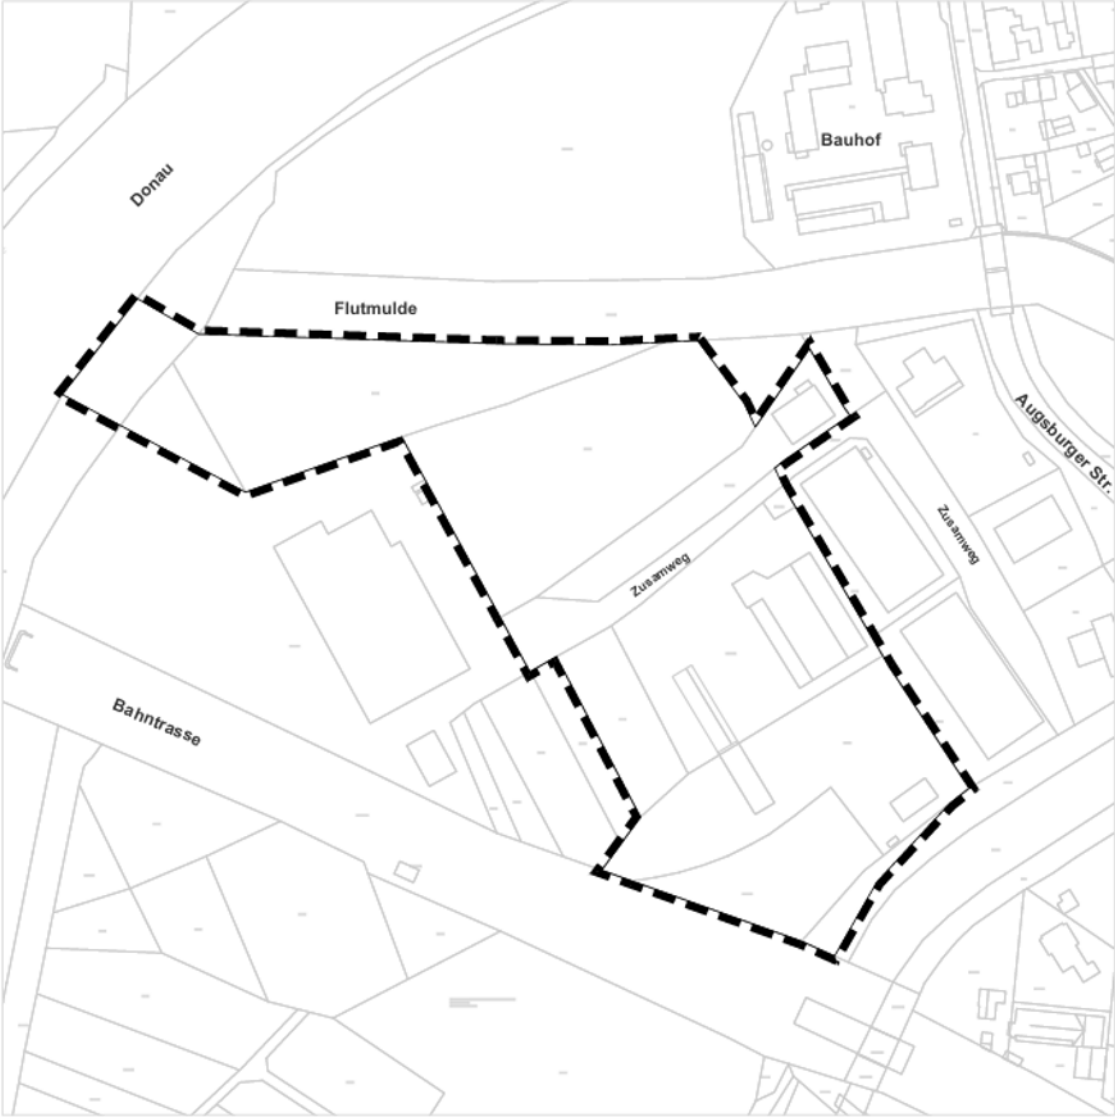 Bauhof
Donau
Flutmulde
Augsburger Str.
Zusamweg
Zusamweg
Bahntrasse